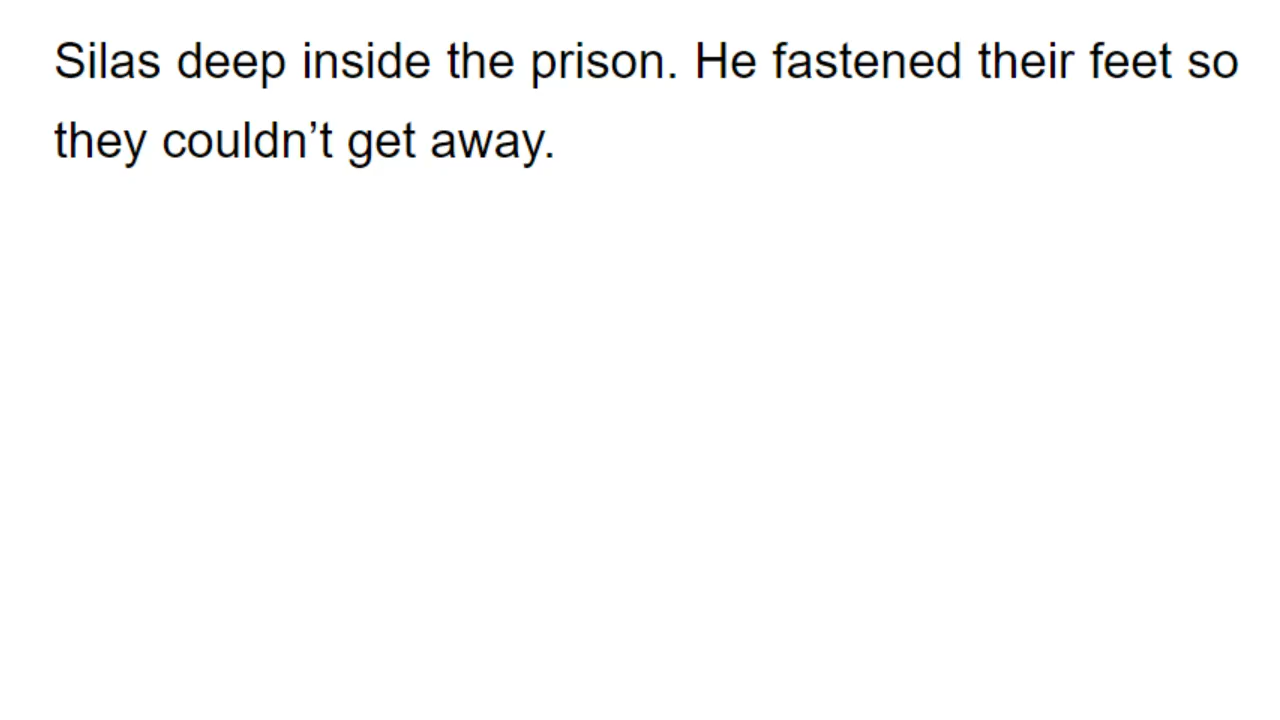 Silas deep inside the prison. He fastened their feet so
they couldn’t get away.